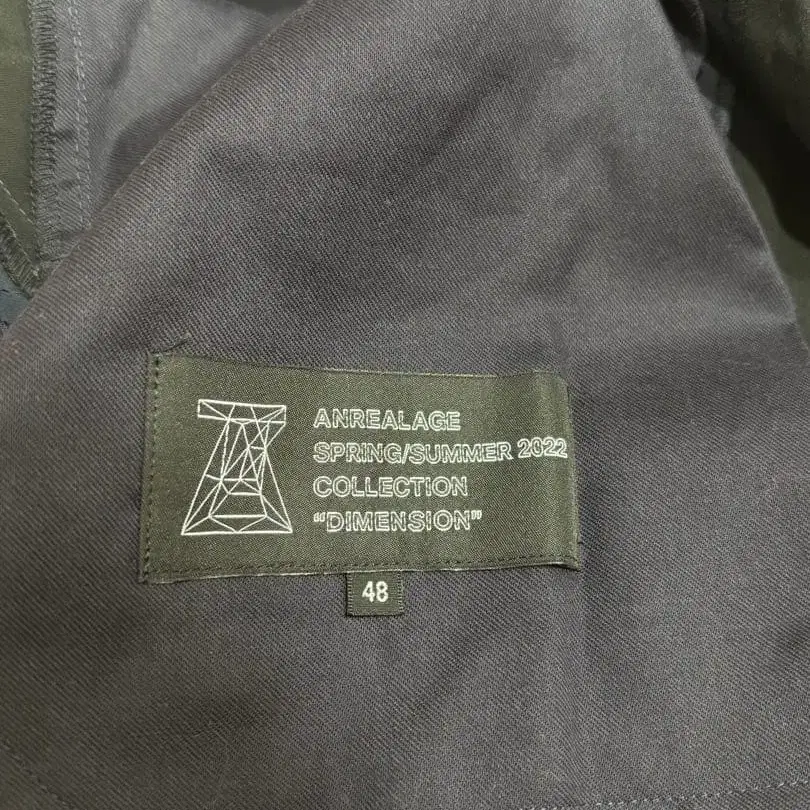 ANREALAGE
SPRING/SUMMER 2022
COLLECTION
“DIMENSION”
48